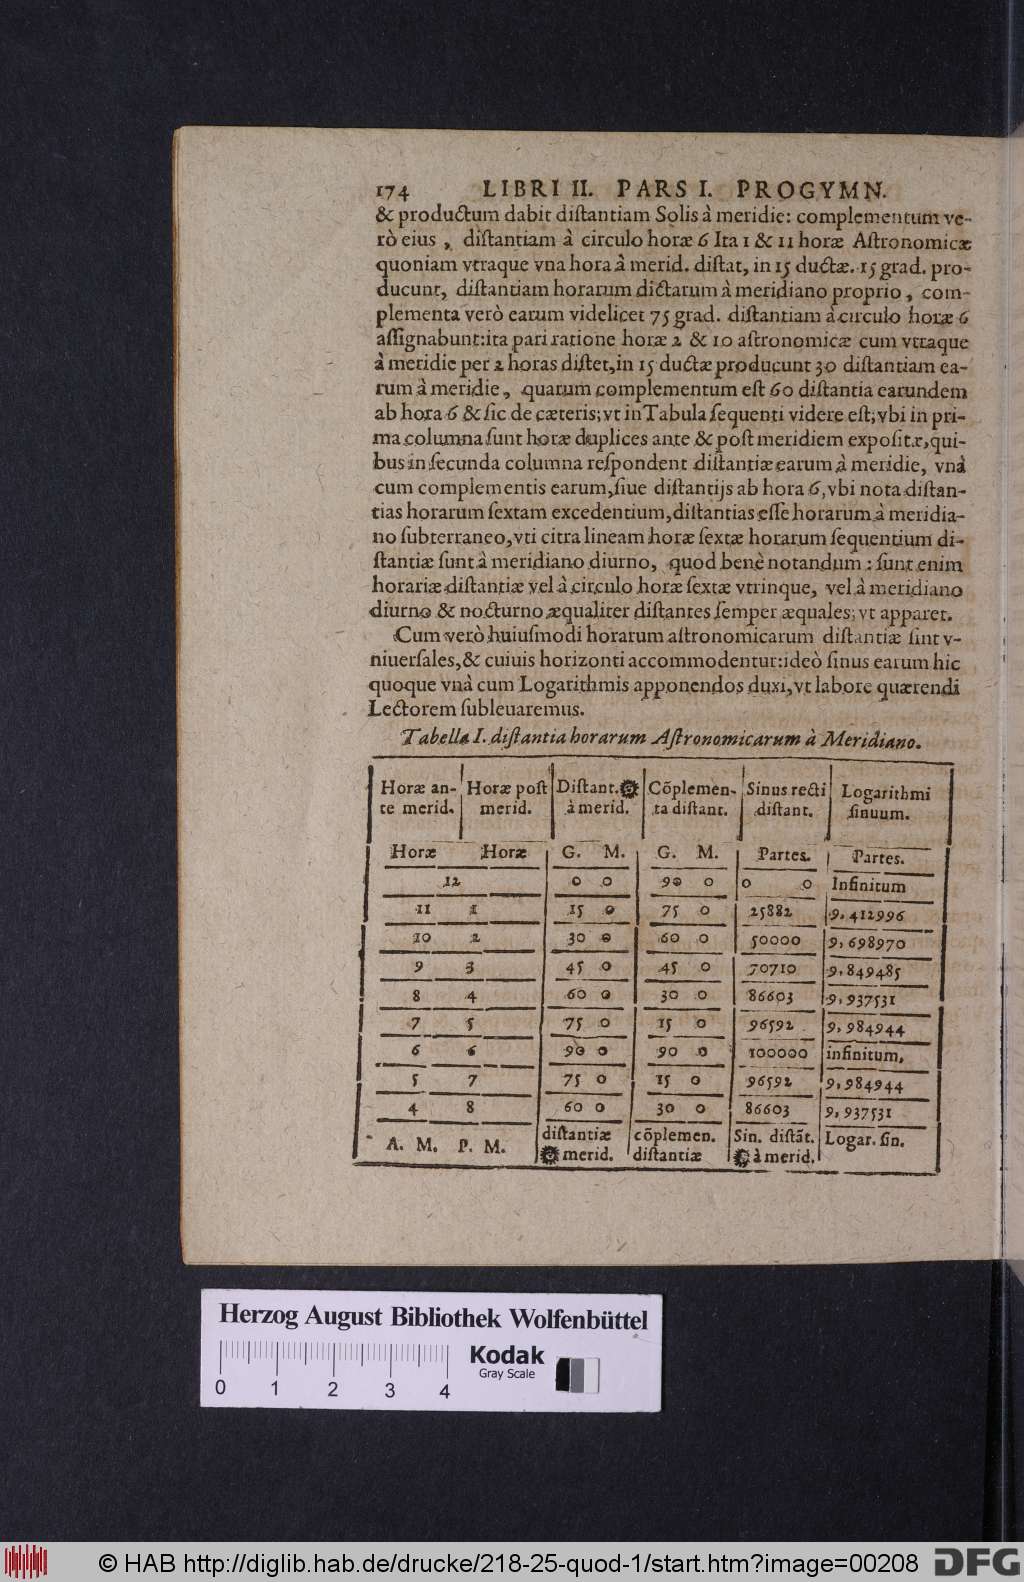 174 LIBRI II. PARS I. PROGYMN.
& productum dabit distantiam Solis à meridie: complementum ve-
rò eius, distantiam à circulo horæ 6 Ita 1 & 11 horæ Astronomicæ
quoniam vtraque vna hora à merid. distat, in 15 ductæ. 15 grad. pro-
ducunt, distantiam horarum dictarum à meridiano proprio, com-
plementa verò earum videlicet 75 grad. distantiam à circulo horæ 6
assignabunt: ita pari ratione horæ 2 & 10 astronomicæ cum vtraque
à meridie per 2 horas distet, in 15 ductæ producunt 30 distantiam ea-
rum à meridie, quarum complementum est 60 distantia earundem
ab hora 6 & sic de cæteris; vt in Tabula sequenti videre est; vbi in pri-
ma columna sunt horæ duplices ante & post meridiem expositæ, qui-
bus in secunda columna respondent distantiæ earum à meridie, vnà
cum complementis earum, siue distantijs ab hora 6, vbi nota distan-
tias horarum sextam excedentium, distantias esse horarum à meridia-
no subterraneo, vti citra lineam horæ sextæ horarum sequentium di-
stantiæ sunt à meridiano diurno, quod benè notandum: sunt enim
horariæ distantiæ vel à circulo horæ sextæ vtrinque, vel à meridiano
diurno & nocturno æqualiter distantes semper æquales; vt apparet.
Cum verò huiusmodi horarum astronomicarum distantiæ sint v-
niuersales, & cuiuis horizonti accommodentur: ideò sinus earum hic
quoque vnà cum Logarithmis apponendos duxi, vt labore quærendi
Lectorem subleuaremus.
Tabella I. distantia horarum Astronomicarum à Meridiano.
Horæ an- Horæ post Distant. Cõplemen- Sinus recti Logarithmi
te merid. merid. à merid. ta distant. distant. sinuum.
Horæ Horæ G. M. G. M. Partes. Partes.
12 0 0 90 0 0 0 Infinitum
11 1 15 0 75 0 25882 9,412996
10 2 30 0 60 0 50000 9,698970
9 3 45 0 45 0 70710 9,849485
8 4 60 0 30 0 86603 9,937531
7 5 75 0 15 0 96592 9,984944
6 6 90 0 90 0 100000 infinitum,
5 7 75 0 15 0 96592 9,984944
4 8 60 0 30 0 86603 9,937531
A. M. P. M. distantiæ cõplemen. Sin. distãt. Logar. sin.
merid. distantiæ à merid.
Herzog August Bibliothek Wolfenbüttel
Kodak
Gray Scale
0 1 2 3 4
© HAB http://diglib.hab.de/drucke/218-25-quod-1/start.htm?image=00208 DFG